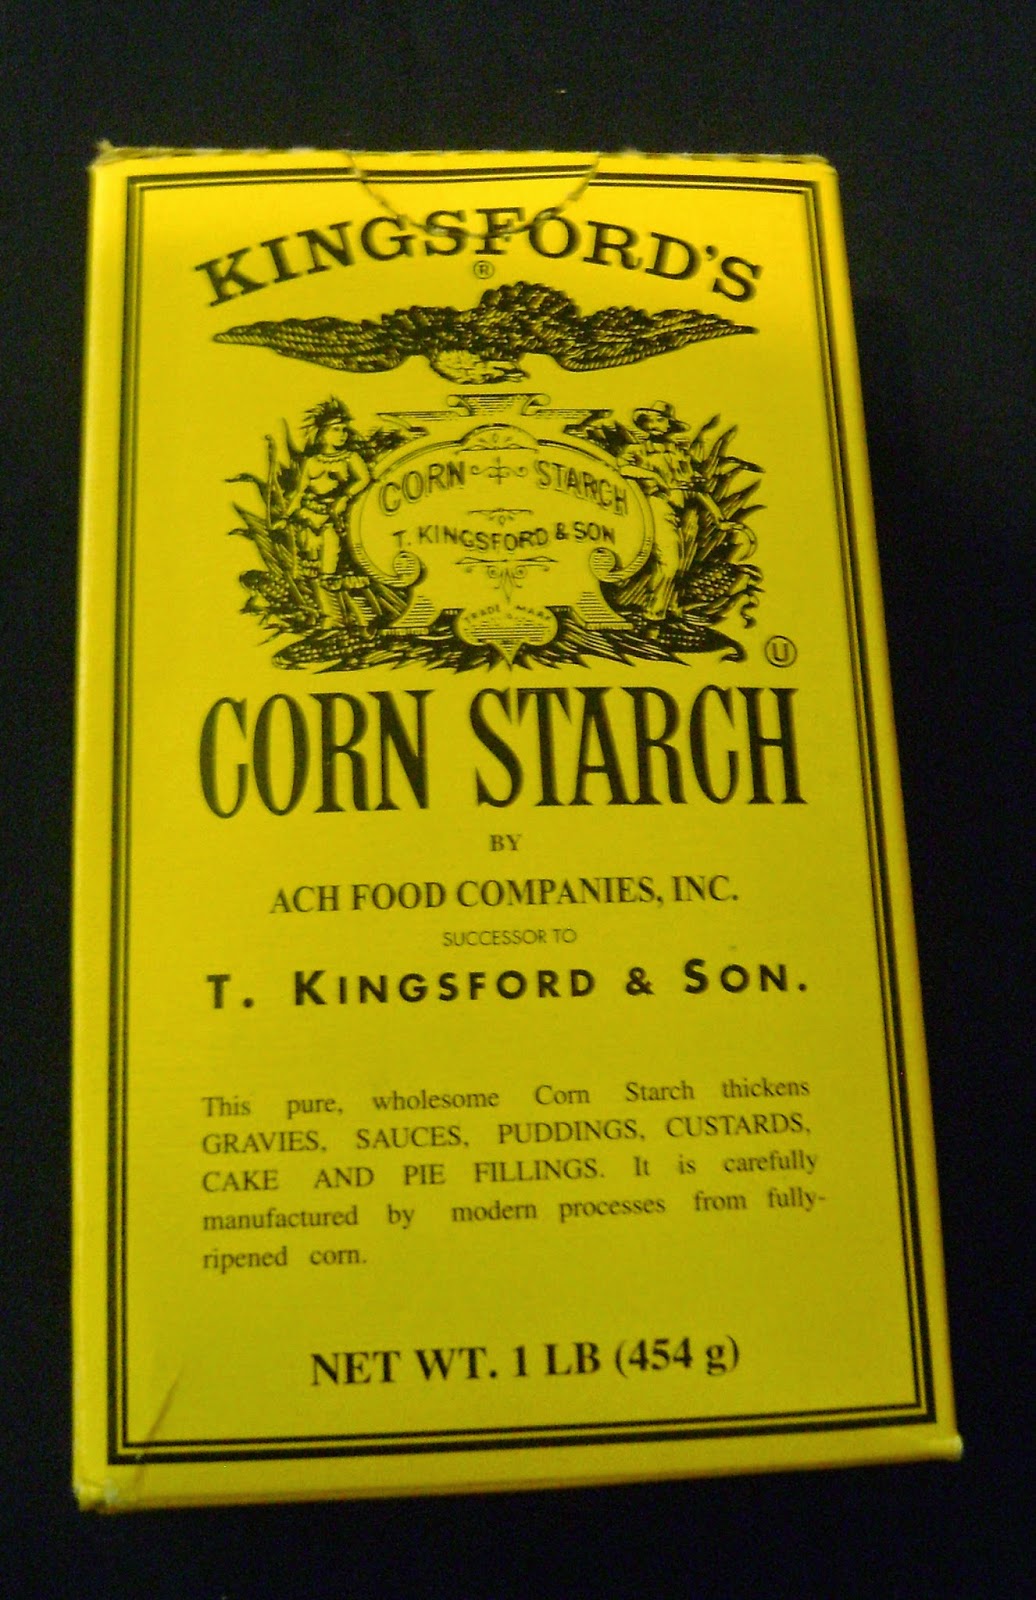 KINGSFORD'S
®
CORN STARCH
T. KINGSFORD & SON
TRADE MARK
U
CORN STARCH
BY
ACH FOOD COMPANIES, INC.
SUCCESSOR TO
T. KINGSFORD & SON.
This pure, wholesome Corn Starch thickens
GRAVIES, SAUCES, PUDDINGS, CUSTARDS,
CAKE AND PIE FILLINGS. It is carefully
manufactured by modern processes from fully-
ripened corn.
NET WT. 1 LB (454 g)